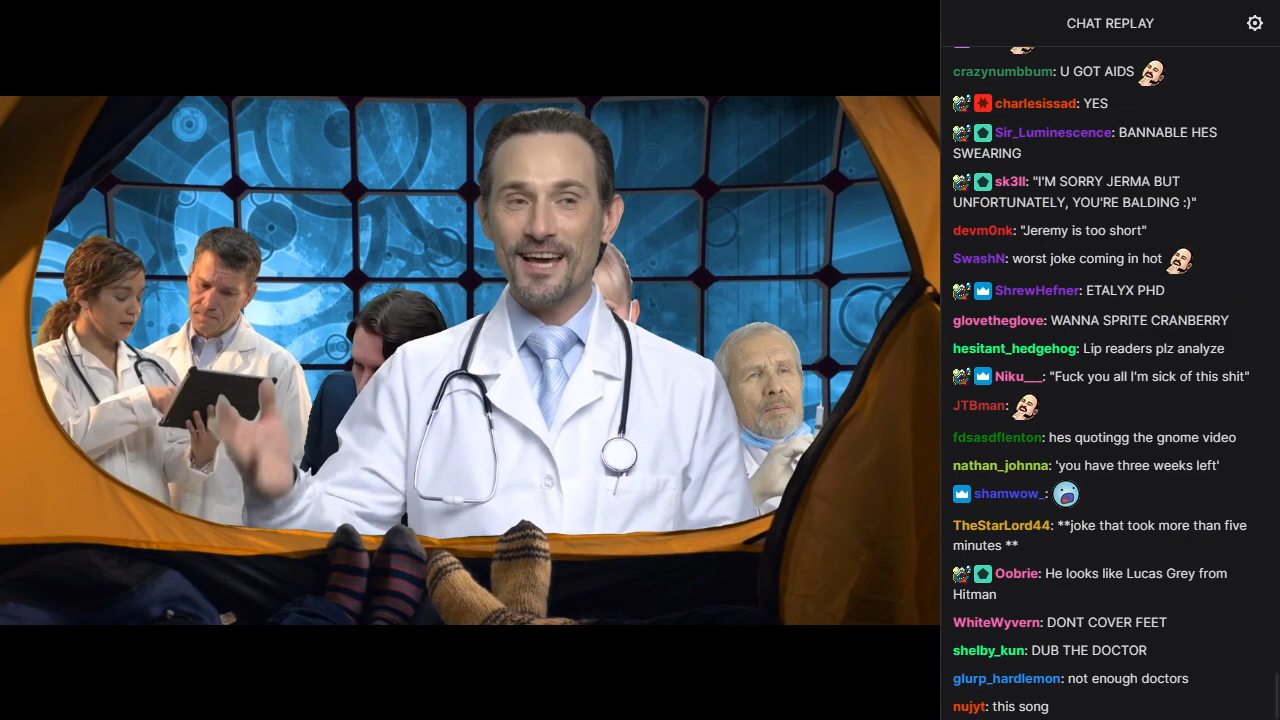 CHAT REPLAY
crazynumbbum: U GOT AIDS
charlesissad: YES
Sir_Luminescence: BANNABLE HES
SWEARING
sk3ll: "I'M SORRY JERMA BUT
UNFORTUNATELY, YOU'RE BALDING :)"
devm0nk: "Jeremy is too short"
SwashN: worst joke coming in hot
ShrewHefner: ETALYX PHD
glovetheglove: WANNA SPRITE CRANBERRY
hesitant_hedgehog: Lip readers plz analyze
Niku___: "Fuck you all I'm sick of this shit"
JTBman:
fdsasdflenton: hes quotingg the gnome video
nathan_johnna: 'you have three weeks left'
shamwow_:
TheStarLord44: **joke that took more than five
minutes **
Oobrie: He looks like Lucas Grey from
Hitman
WhiteWyvern: DONT COVER FEET
shelby_kun: DUB THE DOCTOR
glurp_hardlemon: not enough doctors
nujyt: this song